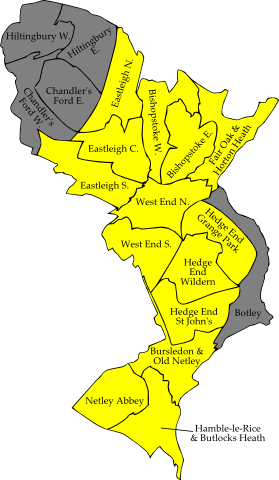 Hiltingbury W.
Hiltingbury
E.
Chandler's
Ford E.
Chandler's
Ford W.
Eastleigh N.
Bishopstoke W.
Bishopstoke E.
Fair Oak &
Horton Heath
Eastleigh C.
Eastleigh S.
West End N.
Hedge End
Grange Park
West End S.
Hedge
End
Wildern
Hedge End
St John's
Botley
Bursledon &
Old Netley
Netley Abbey
Hamble-le-Rice
& Butlocks Heath